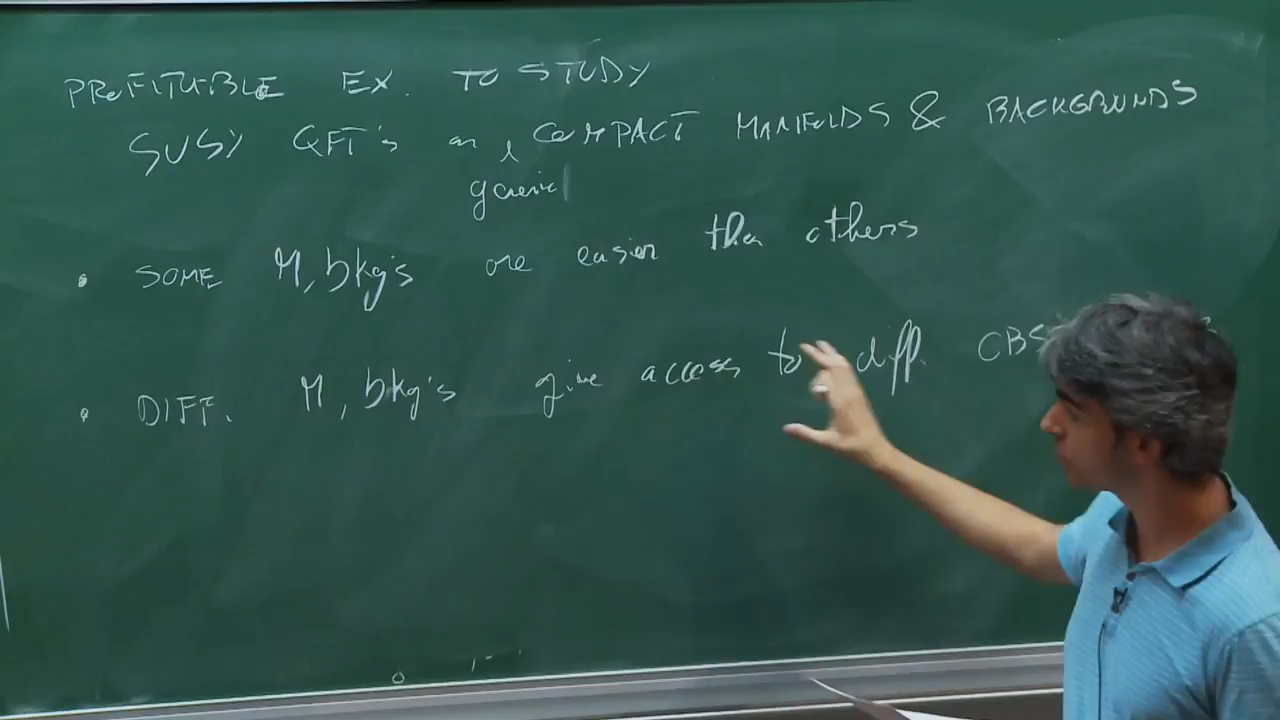 PROFITABLE EX. TO STUDY
SUSY QFT's on COMPACT MANIFOLDS & BACKGROUNDS
generic
• SOME M, bkg's are easier than others
• DIFF. M, bkg's give access to diff.